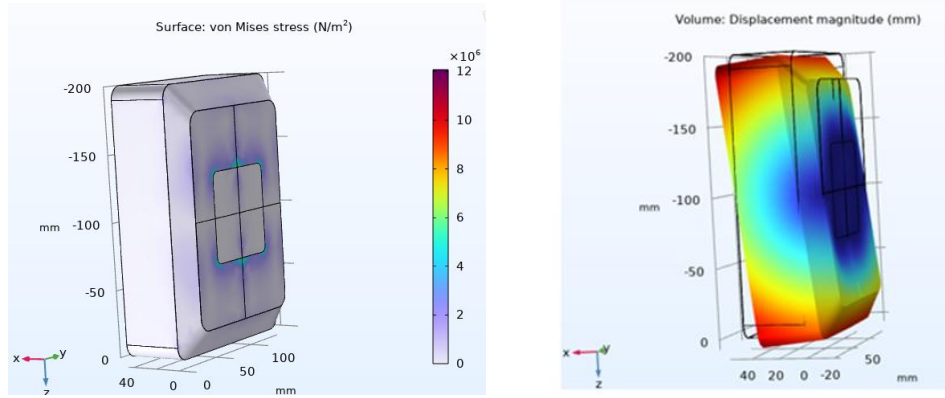 Surface: von Mises stress (N/m²)
×10⁶
12
10
8
6
4
2
0
-200
-150
-100
mm
-50
0
40
0
0
50
100
mm
x
y
z
Volume: Displacement magnitude (mm)
-200
-150
-100
mm
-50
0
40 20 0 -20
50
mm
x
y
z